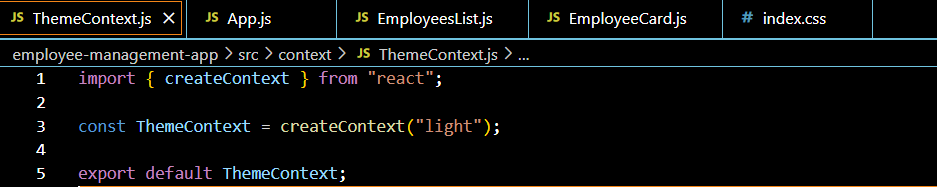 JS ThemeContext.js × JS App.js JS EmployeesList.js JS EmployeeCard.js # index.css
employee-management-app > src > context > JS ThemeContext.js > ...
1 import { createContext } from "react";
2
3 const ThemeContext = createContext("light");
4
5 export default ThemeContext;